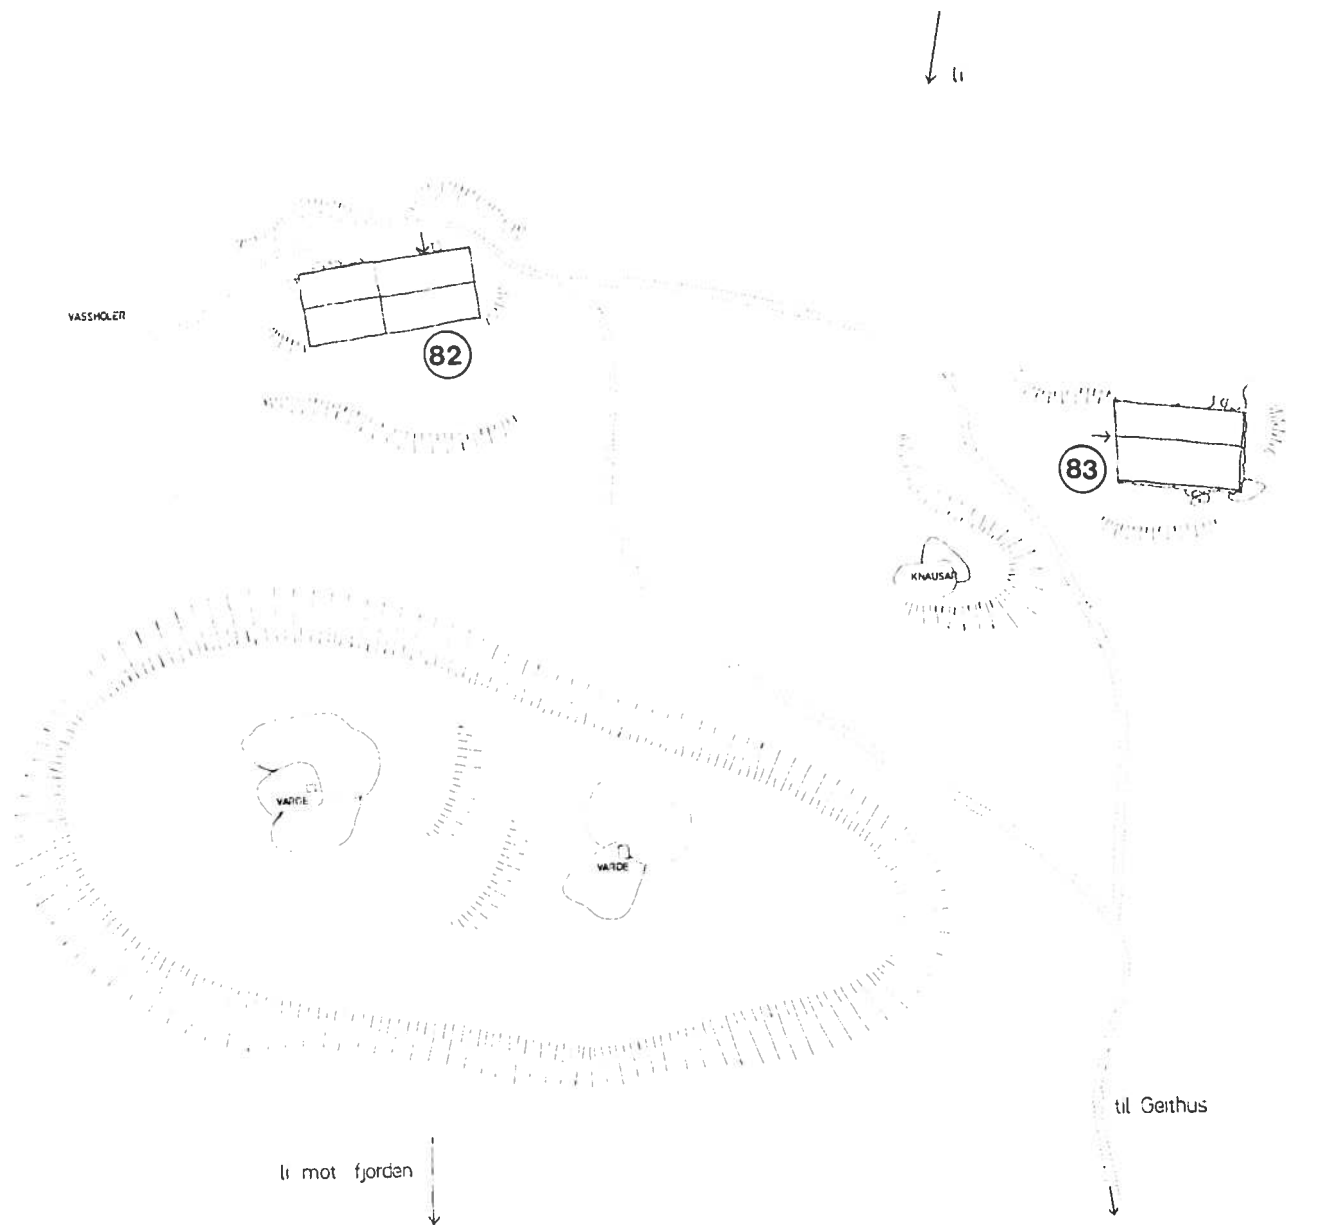 li
VASSHOLER
82
83
KNAUSAR
VARDE
VARDE
til Geithus
li mot fjorden